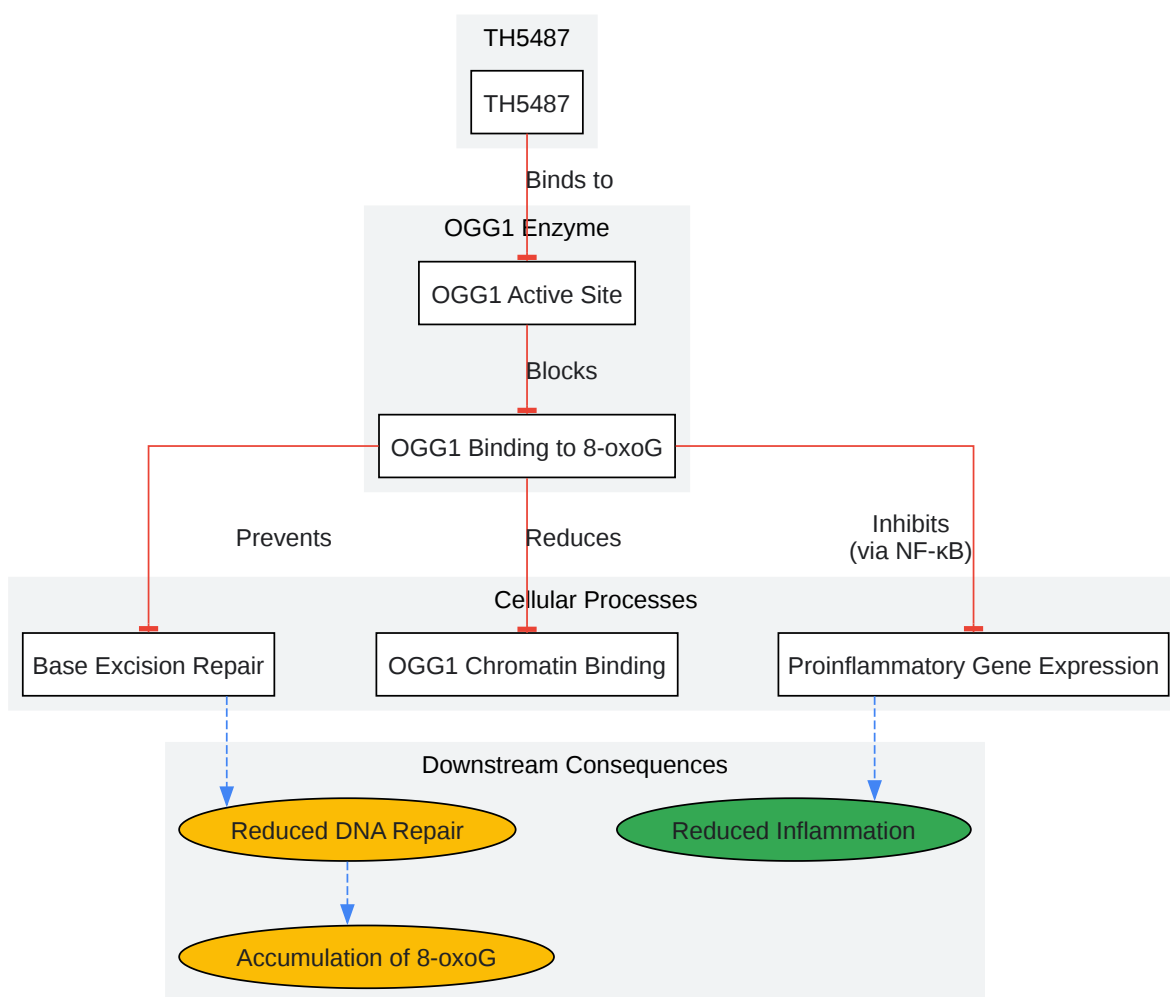 TH5487
TH5487
Binds to
OGG1 Enzyme
OGG1 Active Site
Blocks
OGG1 Binding to 8-oxoG
Prevents
Reduces
Inhibits
(via NF-κB)
Cellular Processes
Base Excision Repair
OGG1 Chromatin Binding
Proinflammatory Gene Expression
Downstream Consequences
Reduced DNA Repair
Reduced Inflammation
Accumulation of 8-oxoG